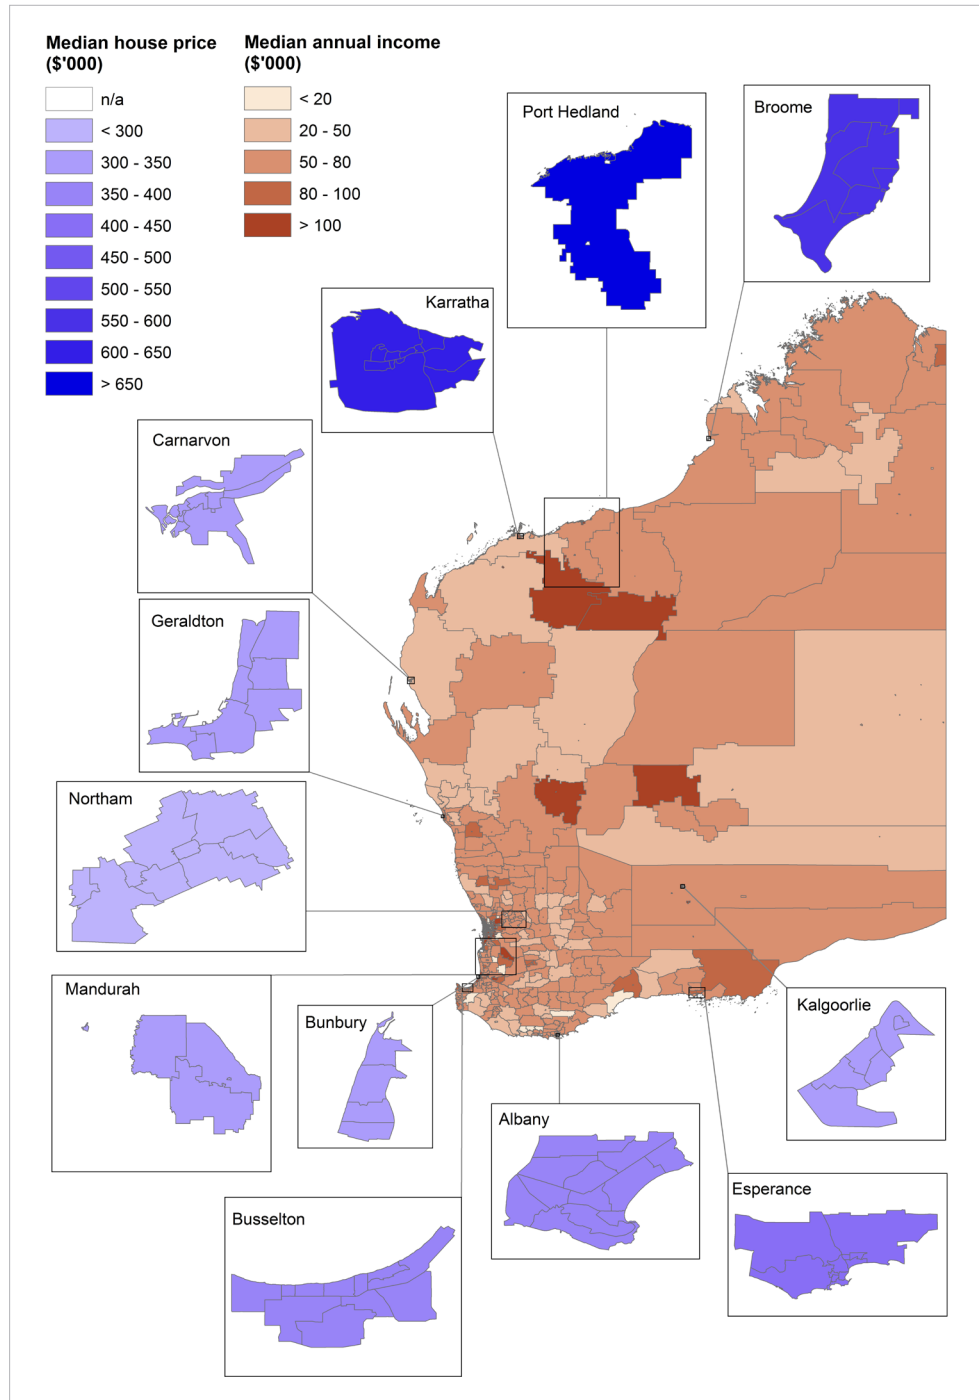 Median house price
($'000)
n/a
< 300
300 - 350
350 - 400
400 - 450
450 - 500
500 - 550
550 - 600
600 - 650
> 650
Median annual income
($'000)
< 20
20 - 50
50 - 80
80 - 100
> 100
Port Hedland
Broome
Karratha
Carnarvon
Geraldton
Northam
Mandurah
Bunbury
Kalgoorlie
Albany
Esperance
Busselton